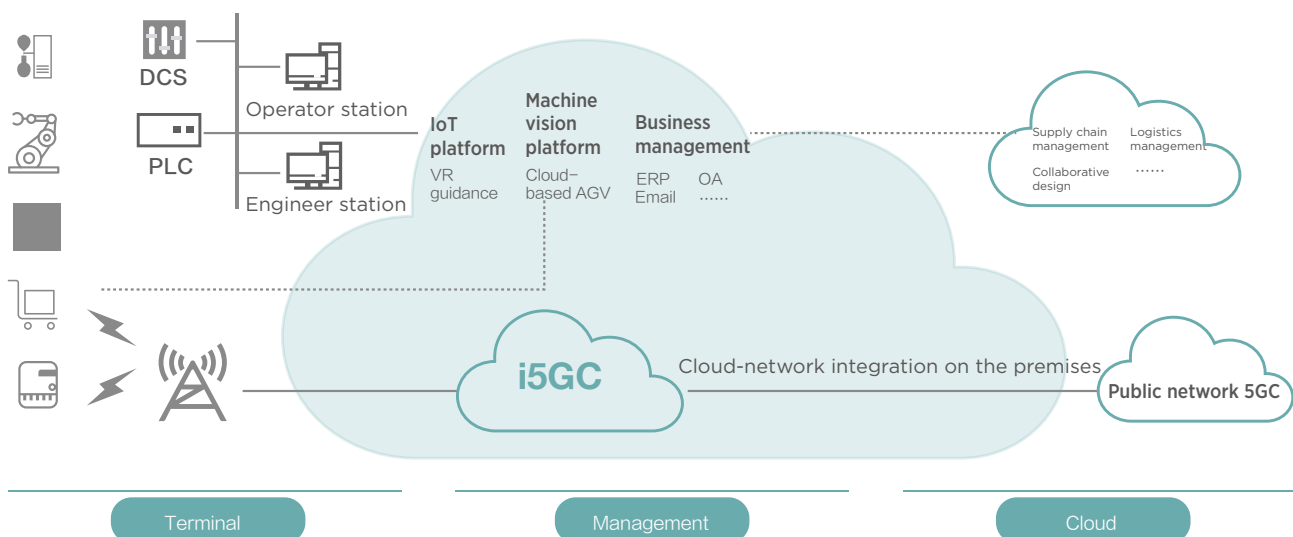 DCS
Operator station
PLC
Engineer station
IoT
platform
VR
guidance
Machine
vision
platform
Cloud-
based AGV
Business
management
ERP OA
Email ......
Supply chain
management
Logistics
management
Collaborative
design
......
i5GC
Cloud-network integration on the premises
Public network 5GC
Terminal
Management
Cloud